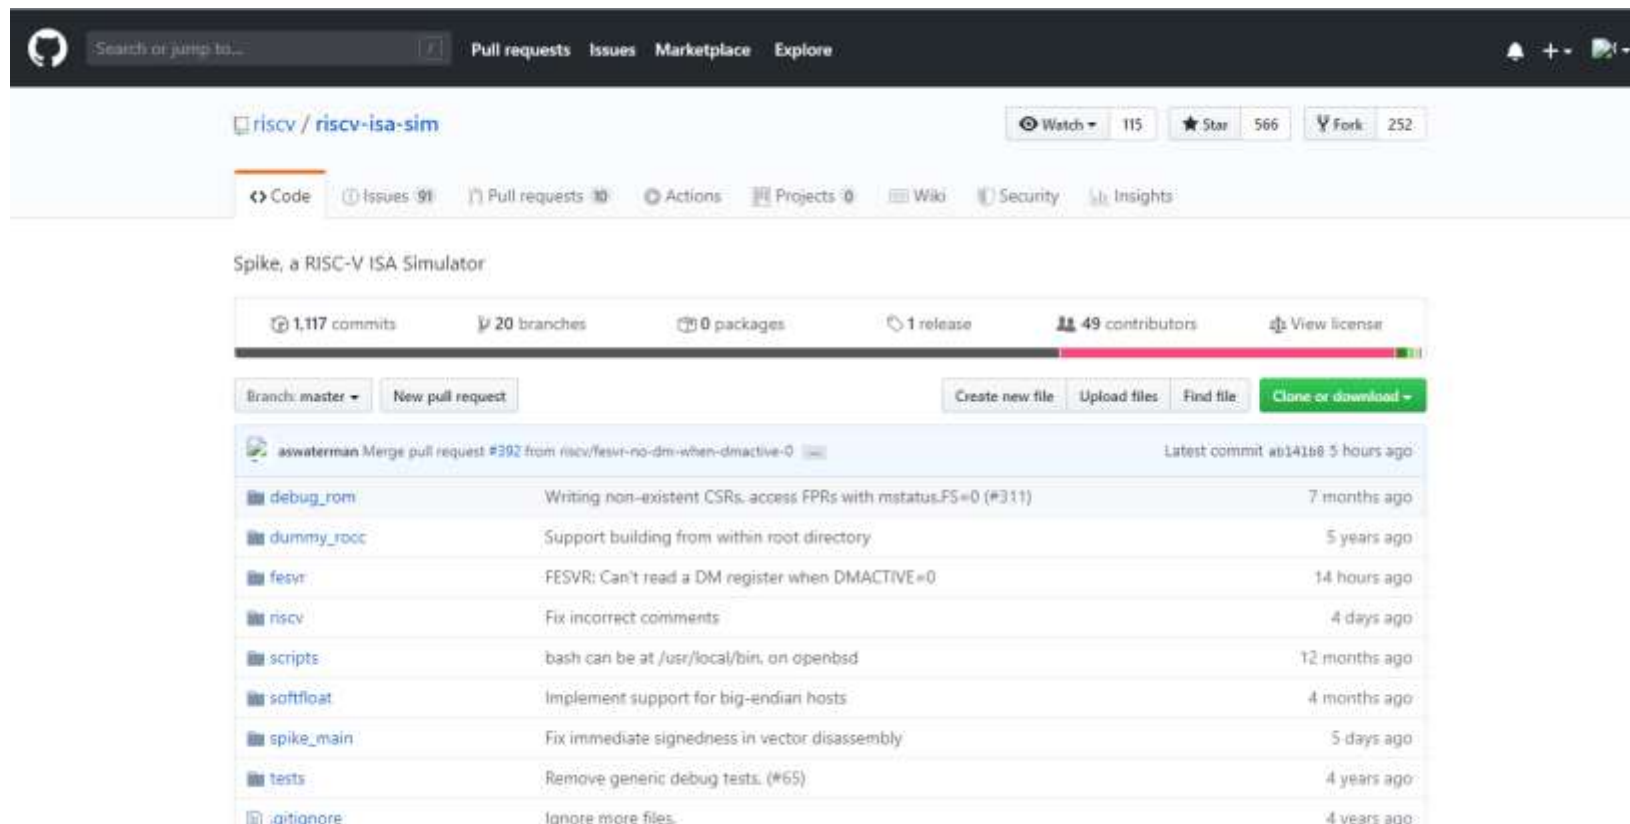 Search or jump to... /
Pull requests Issues Marketplace Explore
riscv / riscv-isa-sim
Watch 115 Star 566 Fork 252
Code Issues 91 Pull requests 10 Actions Projects 0 Wiki Security Insights
Spike, a RISC-V ISA Simulator
1,117 commits 20 branches 0 packages 1 release 49 contributors View license
Branch: master New pull request Create new file Upload files Find file Clone or download
aswaterman Merge pull request #392 from riscv/fesvr-no-dm-when-dmactive-0 ... Latest commit ab141b8 5 hours ago
debug_rom Writing non-existent CSRs, access FPRs with mstatus.FS=0 (#311) 7 months ago
dummy_rocc Support building from within root directory 5 years ago
fesvr FESVR: Can't read a DM register when DMACTIVE=0 14 hours ago
riscv Fix incorrect comments 4 days ago
scripts bash can be at /usr/local/bin, on openbsd 12 months ago
softfloat Implement support for big-endian hosts 4 months ago
spike_main Fix immediate signedness in vector disassembly 5 days ago
tests Remove generic debug tests. (#65) 4 years ago
.gitignore Ignore more files. 4 years ago